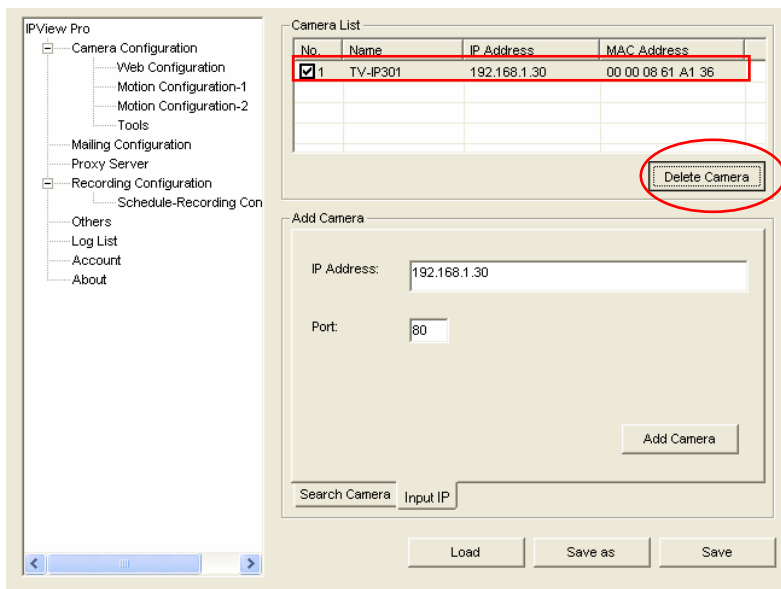 IPView Pro
Camera Configuration
Web Configuration
Motion Configuration-1
Motion Configuration-2
Tools
Mailing Configuration
Proxy Server
Recording Configuration
Schedule-Recording Con
Others
Log List
Account
About
Camera List
No. Name IP Address MAC Address
1 TV-IP301 192.168.1.30 00 00 08 61 A1 36
Delete Camera
Add Camera
IP Address: 192.168.1.30
Port: 80
Add Camera
Search Camera Input IP
Load Save as Save